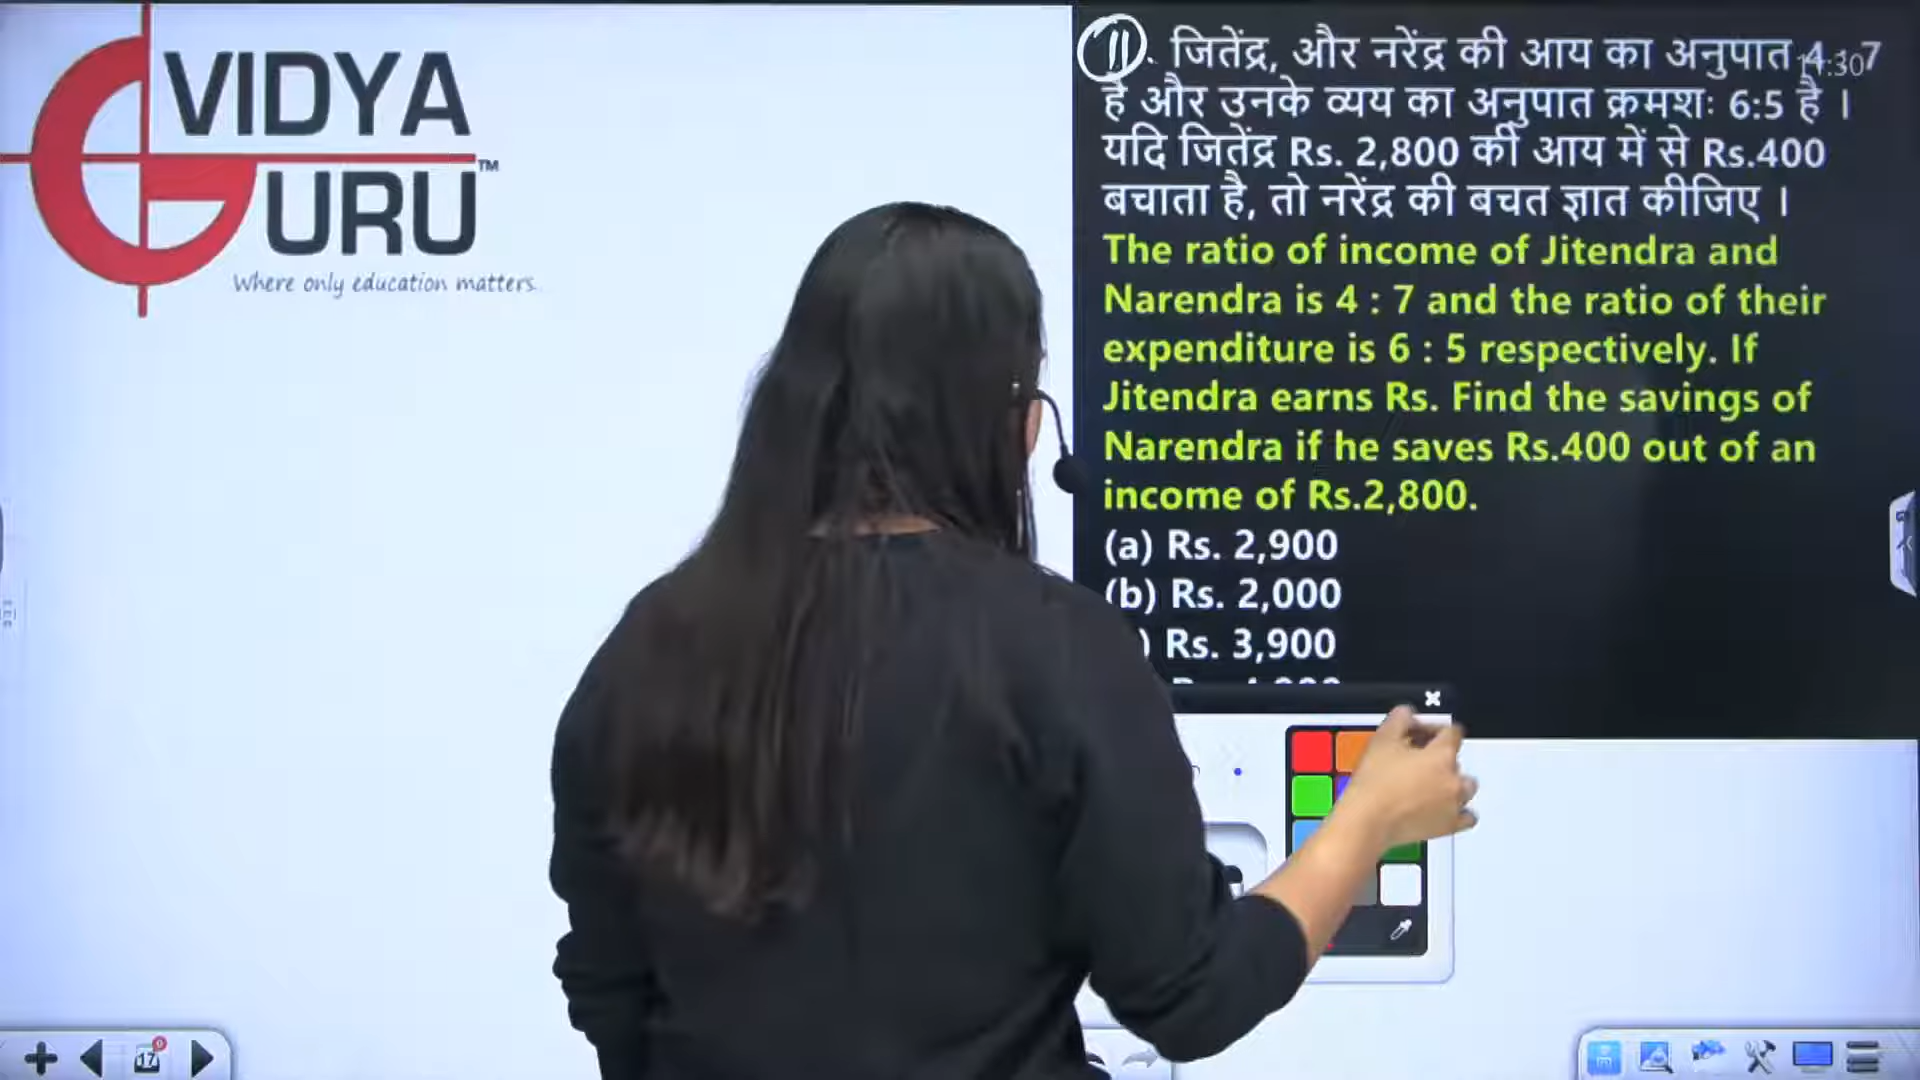 VIDYA
GURU™
Where only education matters.
11. जितेंद्र, और नरेंद्र की आय का अनुपात 4:7
14:30
है और उनके व्यय का अनुपात क्रमशः 6:5 है ।
यदि जितेंद्र Rs. 2,800 की आय में से Rs.400
बचाता है, तो नरेंद्र की बचत ज्ञात कीजिए ।
The ratio of income of Jitendra and
Narendra is 4 : 7 and the ratio of their
expenditure is 6 : 5 respectively. If
Jitendra earns Rs. Find the savings of
Narendra if he saves Rs.400 out of an
income of Rs.2,800.
(a) Rs. 2,900
(b) Rs. 2,000
) Rs. 3,900
17